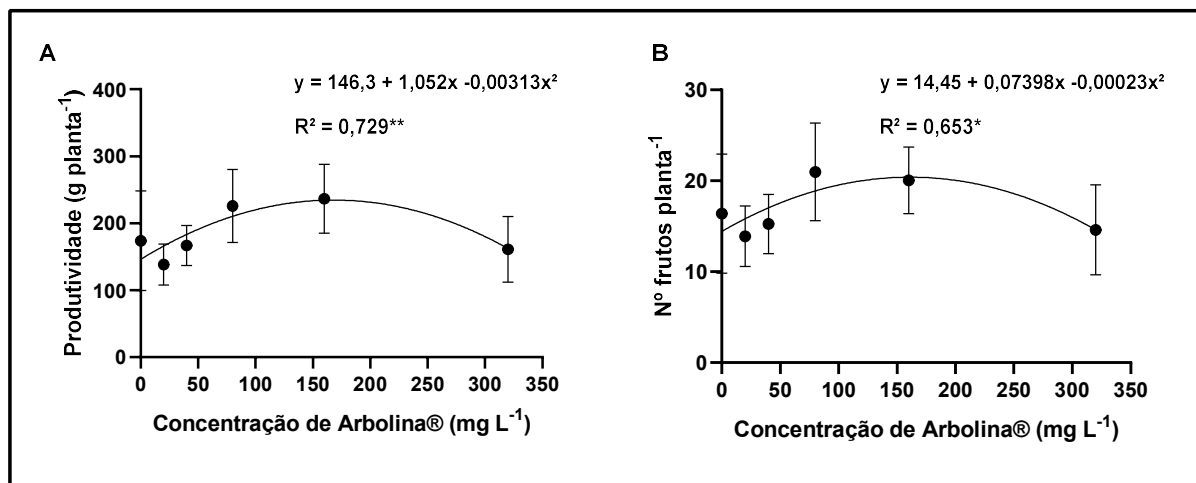 A
y = 146,3 + 1,052x -0,00313x²
R² = 0,729**
Produtividade (g planta⁻¹)
400
300
200
100
0
0 50 100 150 200 250 300 350
Concentração de Arbolina® (mg L⁻¹)
B
y = 14,45 + 0,07398x -0,00023x²
R² = 0,653*
Nº frutos planta⁻¹
30
20
10
0
0 50 100 150 200 250 300 350
Concentração de Arbolina® (mg L⁻¹)